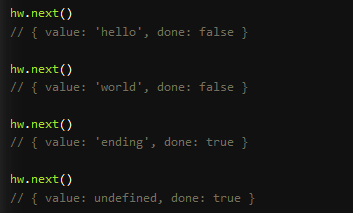 hw.next()
// { value: 'hello', done: false }
hw.next()
// { value: 'world', done: false }
hw.next()
// { value: 'ending', done: true }
hw.next()
// { value: undefined, done: true }